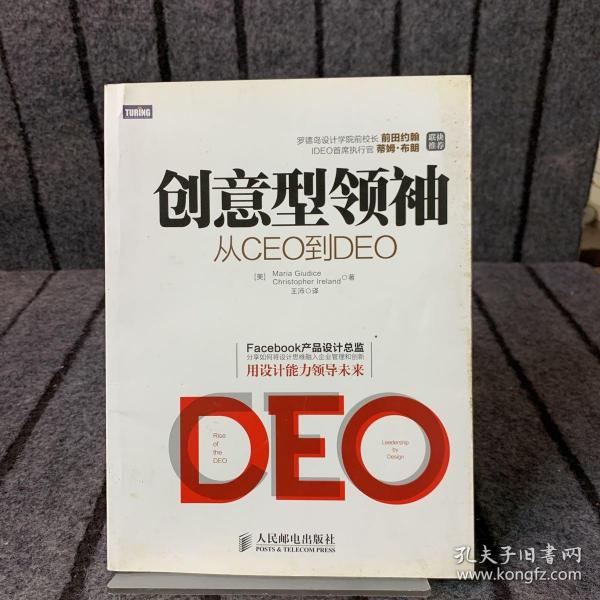 TURING
罗德岛设计学院前校长 前田约翰
IDEO首席执行官 蒂姆·布朗
联袂
推荐
创意型领袖
从CEO到DEO
[美] Maria Giudice
Christopher Ireland 著
王沛 译
Facebook产品设计总监
分享如何将设计思维融入企业管理和创新
用设计能力领导未来
CEO
DEO
Rise
of
the
DEO
Leadership
by
Design
人民邮电出版社
POSTS & TELECOM PRESS
孔夫子旧书网
www.kongfz.com